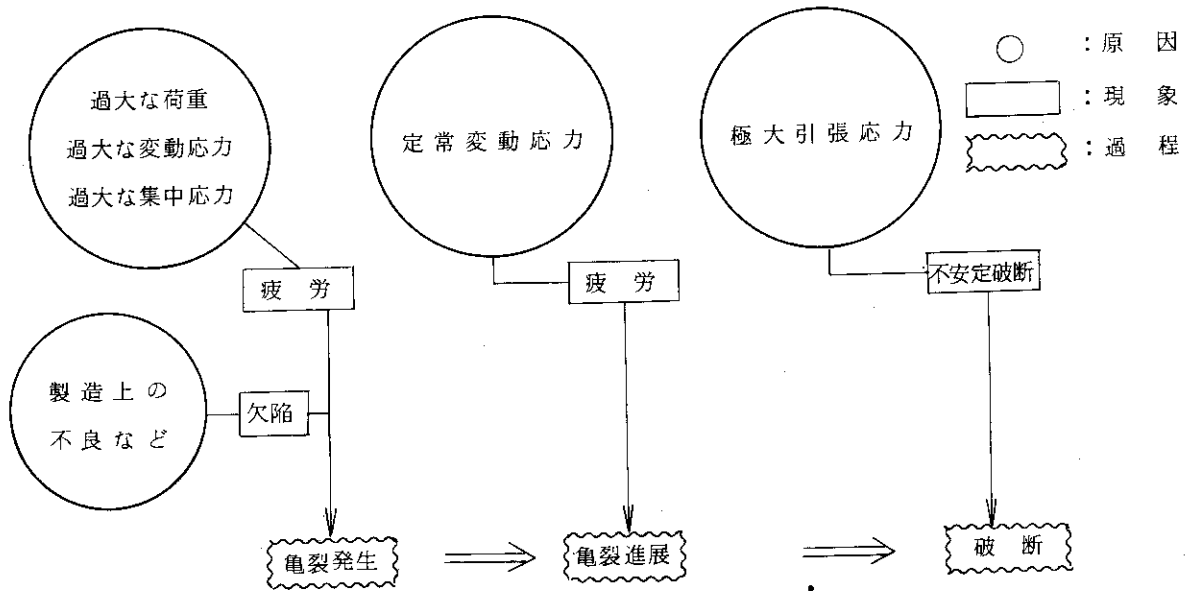 過大な荷重
過大な変動応力
過大な集中応力
定常変動応力
極大引張応力
：原因
：現象
：過程
疲労
疲労
不安定破断
製造上の
不良など
欠陥
亀裂発生
亀裂進展
破断